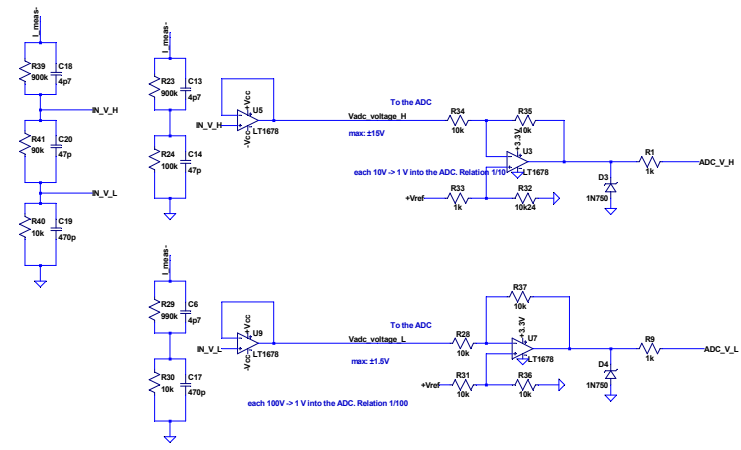 I_meas-
R39
900k
C18
4p7
IN_V_H
R41
90k
C20
47p
IN_V_L
R40
10k
C19
470p
I_meas-
R23
900k
C13
4p7
R24
100k
C14
47p
IN_V_H
+Vcc
-Vcc
U5
LT1678
To the ADC
Vadc_voltage_H
max: ±15V
each 10V -> 1 V into the ADC. Relation 1/10
R34
10k
R35
10k
+3.3V
U3
LT1678
+Vref
R33
1k
R32
10k24
D3
1N750
R1
1k
ADC_V_H
I_meas-
R29
990k
C6
4p7
R30
10k
C17
470p
IN_V_L
+Vcc
-Vcc
U9
LT1678
To the ADC
Vadc_voltage_L
max: ±1.5V
each 100V -> 1 V into the ADC. Relation 1/100
R28
10k
R37
10k
+3.3V
U7
LT1678
+Vref
R31
10k
R36
10k
D4
1N750
R9
1k
ADC_V_L